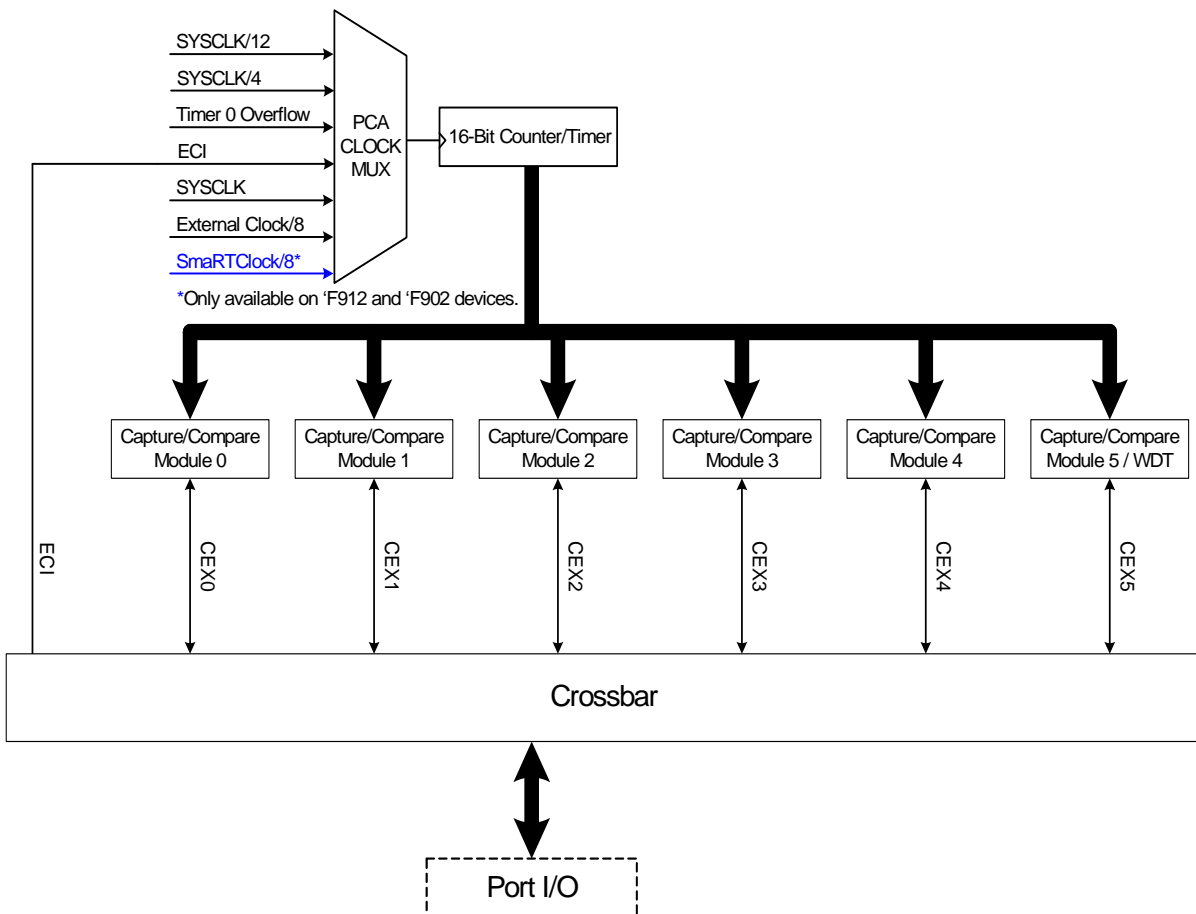 SYSCLK/12
SYSCLK/4
Timer 0 Overflow
ECI
SYSCLK
External Clock/8
SmaRTClock/8*
PCA
CLOCK
MUX
16-Bit Counter/Timer
*Only available on ‘F912 and ‘F902 devices.
Capture/Compare
Module 0
Capture/Compare
Module 1
Capture/Compare
Module 2
Capture/Compare
Module 3
Capture/Compare
Module 4
Capture/Compare
Module 5 / WDT
ECI
CEX0
CEX1
CEX2
CEX3
CEX4
CEX5
Crossbar
Port I/O